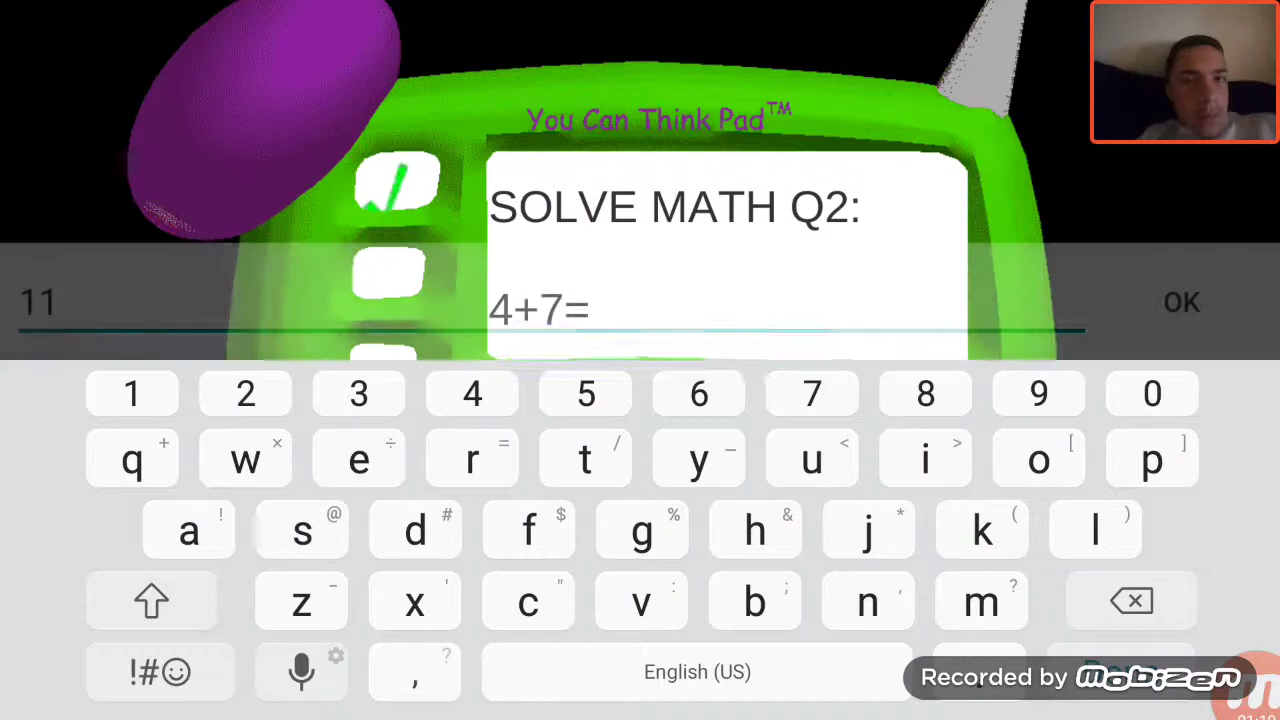 You Can Think Pad™
SOLVE MATH Q2:
11
4+7=
OK
1 2 3 4 5 6 7 8 9 0
q + w × e ÷ r = t / y _ u < i > o [ p ]
a ! s @ d # f $ g % h & j * k ( l )
z - x ' c " v : b ; n , m ?
!#☺ , ? English (US)
Recorded by mobizen